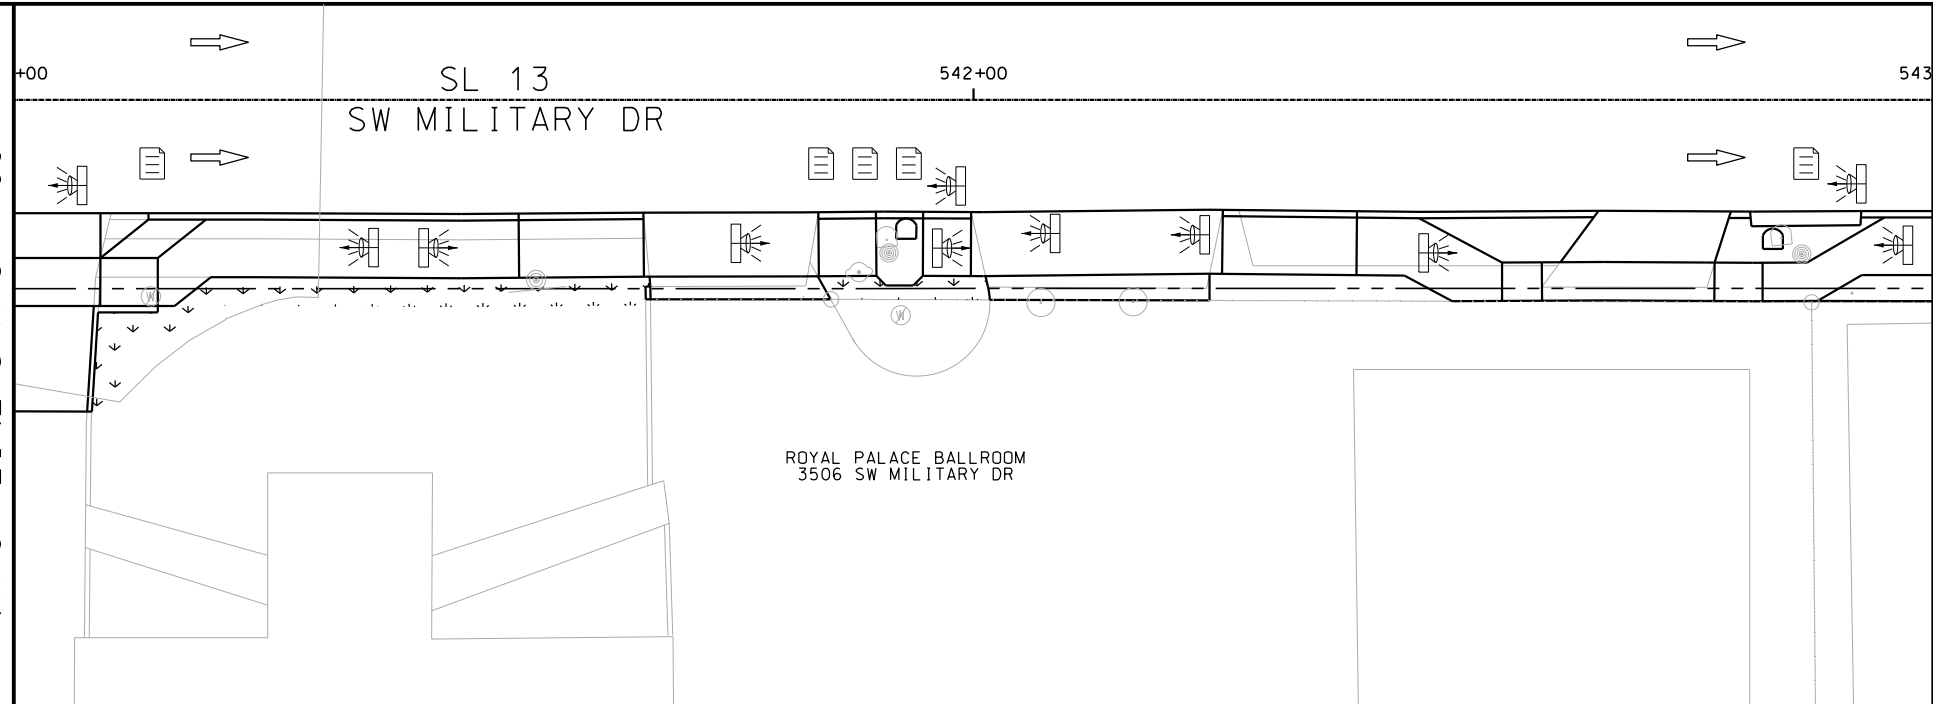 +00
542+00
543
SL 13
SW MILITARY DR
W
W
ROYAL PALACE BALLROOM
3506 SW MILITARY DR